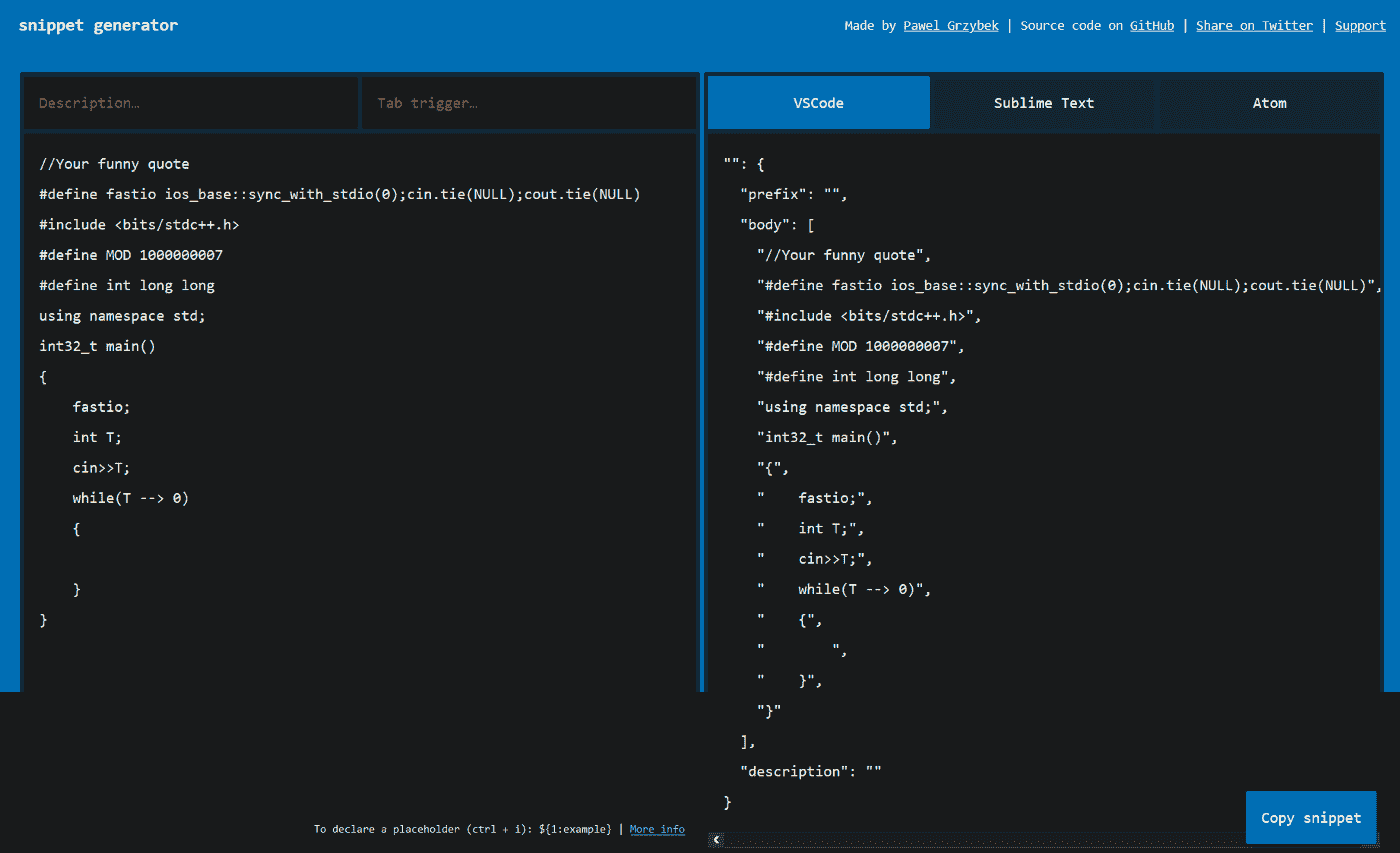 snippet generator
Made by Pawel Grzybek | Source code on GitHub | Share on Twitter | Support
Description…
Tab trigger…
//Your funny quote
#define fastio ios_base::sync_with_stdio(0);cin.tie(NULL);cout.tie(NULL)
#include <bits/stdc++.h>
#define MOD 1000000007
#define int long long
using namespace std;
int32_t main()
{
    fastio;
    int T;
    cin>>T;
    while(T --> 0)
    {
    }
}
To declare a placeholder (ctrl + i): ${1:example} | More info
VSCode
Sublime Text
Atom
"": {
  "prefix": "",
  "body": [
    "//Your funny quote",
    "#define fastio ios_base::sync_with_stdio(0);cin.tie(NULL);cout.tie(NULL)",
    "#include <bits/stdc++.h>",
    "#define MOD 1000000007",
    "#define int long long",
    "using namespace std;",
    "int32_t main()",
    "{",
    "    fastio;",
    "    int T;",
    "    cin>>T;",
    "    while(T --> 0)",
    "    {",
    "        ",
    "    }",
    "}"
  ],
  "description": ""
}
Copy snippet